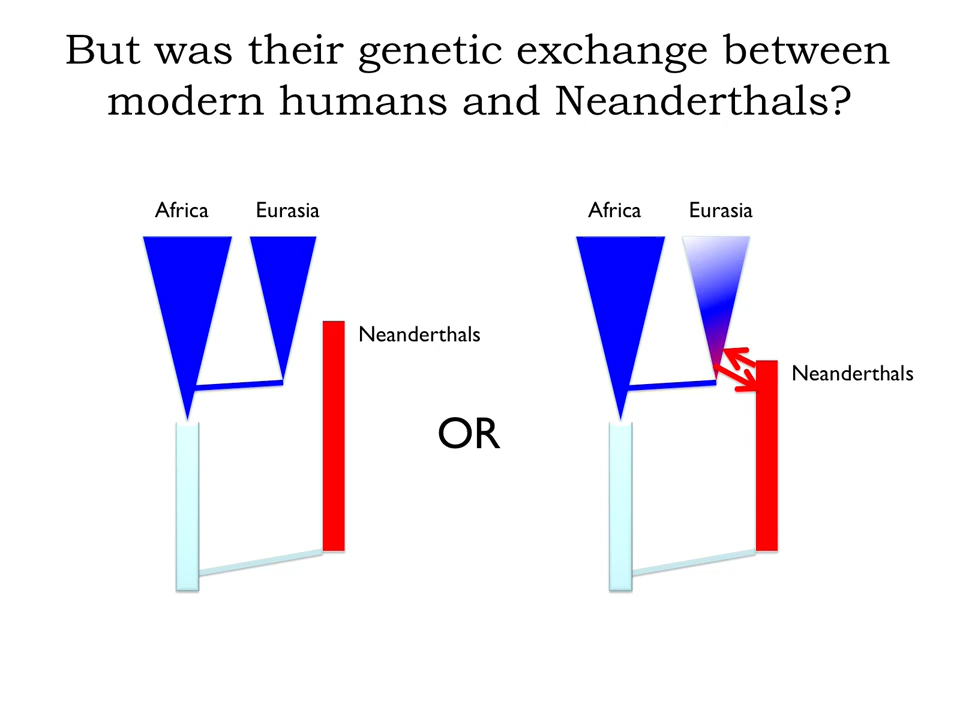 But was their genetic exchange between
modern humans and Neanderthals?
Africa Eurasia
Africa Eurasia
Neanderthals
Neanderthals
OR